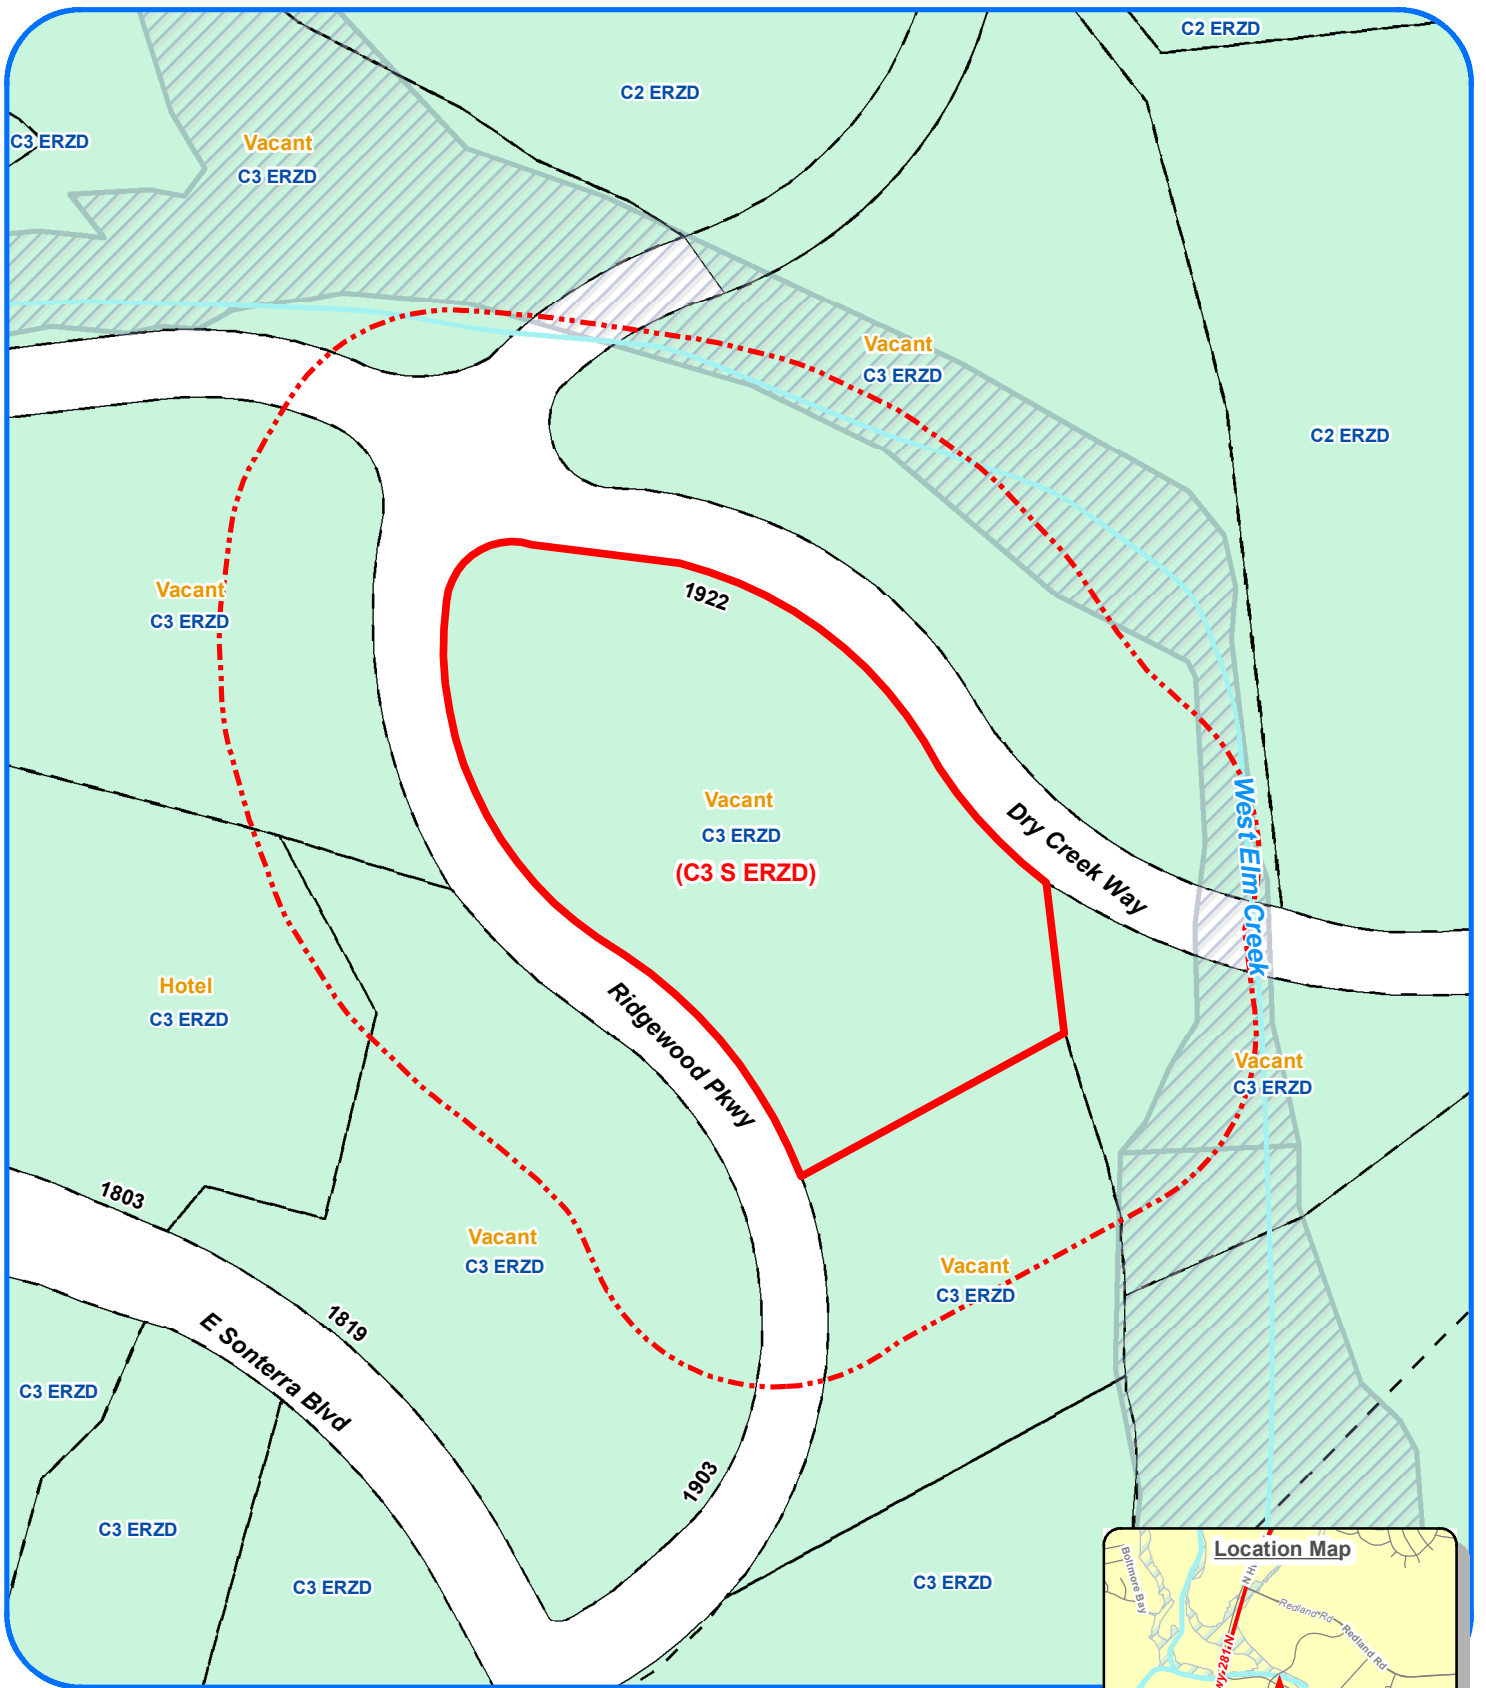 C2 ERZD
C2 ERZD
C3 ERZD
Vacant
C3 ERZD
Vacant
C3 ERZD
C2 ERZD
Vacant
C3 ERZD
1922
Vacant
C3 ERZD
(C3 S ERZD)
Dry Creek Way
West Elm Creek
Hotel
C3 ERZD
Ridgewood Pkwy
Vacant
C3 ERZD
1803
Vacant
C3 ERZD
Vacant
C3 ERZD
1819
E Sonterra Blvd
C3 ERZD
1903
C3 ERZD
C3 ERZD
C3 ERZD
Location Map
Boltmore Bay
Redland Rd
Redland Rd
281 N